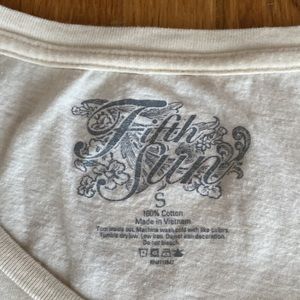 Fifth
Sun
S
100% Cotton
Made in Vietnam
Turn inside out. Machine wash cold with like colors.
Tumble dry low. Low iron. Do not iron decoration.
Do not bleach.